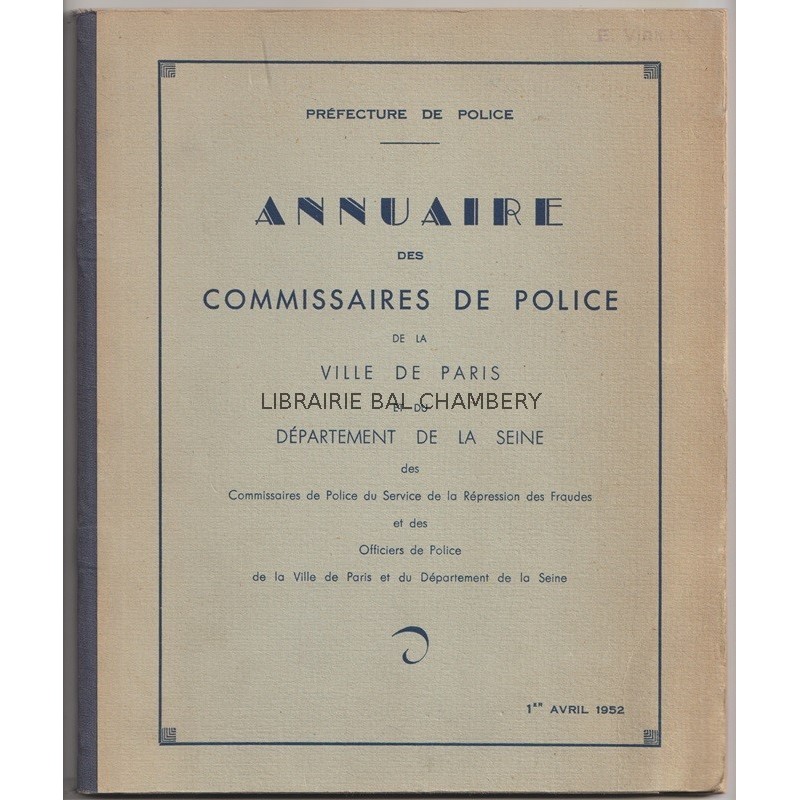 PRÉFECTURE DE POLICE
ANNUAIRE
DES
COMMISSAIRES DE POLICE
DE LA
VILLE DE PARIS
LIBRAIRIE BAL CHAMBERY
ET DU
DÉPARTEMENT DE LA SEINE
des
Commissaires de Police du Service de la Répression des Fraudes
et des
Officiers de Police
de la Ville de Paris et du Département de la Seine
1ER AVRIL 1952